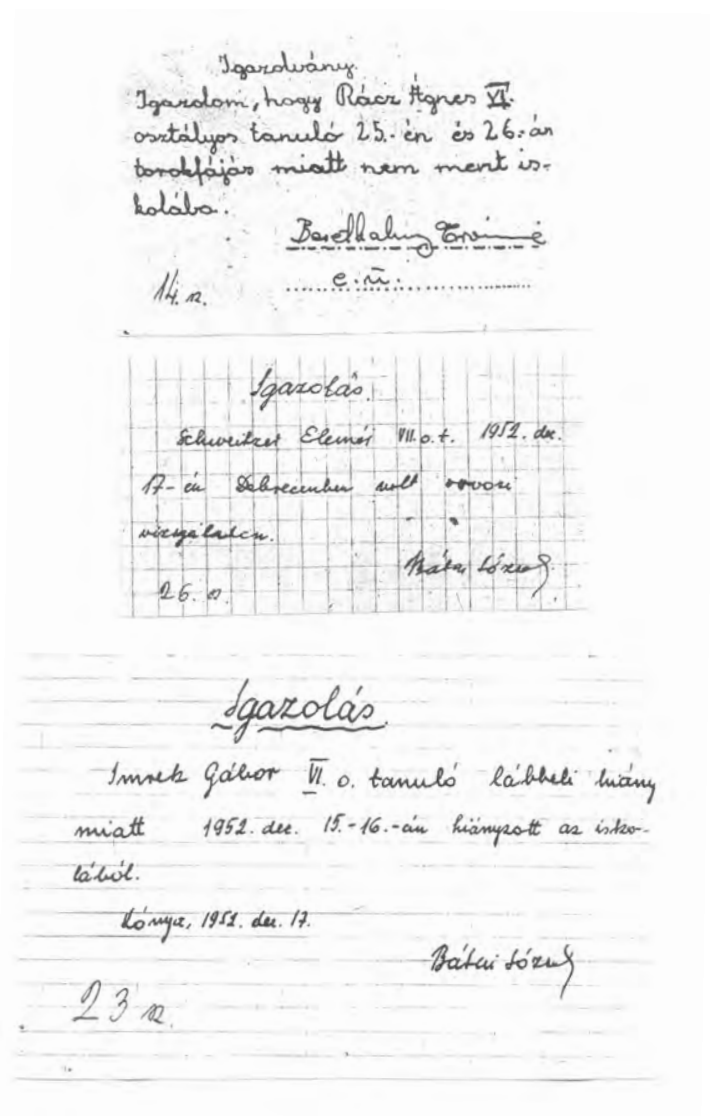 Igazolvány.
Igazolom, hogy Rácz Ágnes VI.
osztályos tanuló 25.-én és 26.-án
torokfájás miatt nem ment is-
kolába.
e. ü.
14.
Igazolás
Schweitzer Elemér VII. o. t. 1952. dec.
17-én Debrecenben volt orvosi
vizsgálaton.
26.
Igazolás
Imrek Gábor VI. o. tanuló lábbeli hiány
miatt 1952. dec. 15.-16.-án hiányzott az isko-
lából.
Kónya, 1952. dec. 17.
Bátai József
23